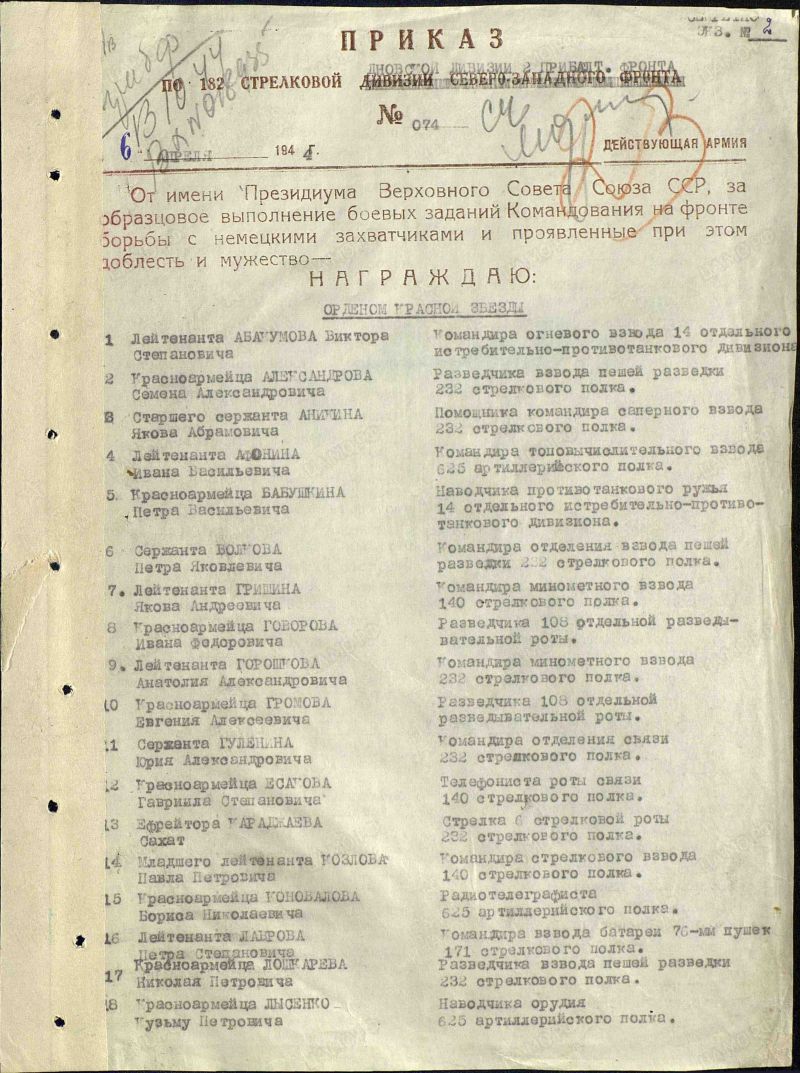 ЭКЗ. № 2
ПРИКАЗ
ДНОВСКОЙ ДИВИЗИИ 2 ПРИБАЛТ. ФРОНТА
ПО 182 СТРЕЛКОВОЙ ДИВИЗИИ СЕВЕРО-ЗАПАДНОГО ФРОНТА
№ 074
6 АПРЕЛЯ 1944 г. ДЕЙСТВУЮЩАЯ АРМИЯ
От имени Президиума Верховного Совета Союза ССР, за
образцовое выполнение боевых заданий Командования на фронте
борьбы с немецкими захватчиками и проявленные при этом
доблесть и мужество—
НАГРАЖДАЮ:
ОРДЕНОМ КРАСНОЙ ЗВЕЗДЫ
1 Лейтенанта АБАКУМОВА Виктора Командира огневого взвода 14 отдельного
Степановича истребительно-противотанкового дивизиона
2 Красноармейца АЛЕКСАНДРОВА Разведчика взвода пешей разведки
Семена Александровича 232 стрелкового полка.
3 Старшего сержанта АНИКИНА Помощника командира саперного взвода
Якова Абрамовича 232 стрелкового полка.
4 Лейтенанта АФОНИНА Командира топовычислительного взвода
Ивана Васильевича 625 артиллерийского полка.
5. Красноармейца БАБУШКИНА Наводчика противотанкового ружья
Петра Васильевича 14 отдельного истребительно-противо-
танкового дивизиона.
6 Сержанта ВОЛКОВА Командира отделения взвода пешей
Петра Яковлевича разведки 232 стрелкового полка.
7. Лейтенанта ГРИШИНА Командира минометного взвода
Якова Андреевича 140 стрелкового полка.
8 Красноармейца ГОВОРОВА Разведчика 108 отдельной разведы-
Ивана Федоровича вательной роты.
9. Лейтенанта ГОРОШКОВА Командира минометного взвода
Анатолия Александровича 232 стрелкового полка.
10 Красноармейца ГРОМОВА Разведчика 108 отдельной
Евгения Алексеевича разведывательной роты.
11 Сержанта ГУЛЕНИНА Командира отделения связи
Юрия Александровича 232 стрелкового полка.
12 Красноармейца ЕСАКОВА Телефониста роты связи
Гавриила Степановича 140 стрелкового полка.
13 Ефрейтора КАРАДЖАЕВА Стрелка 6 стрелковой роты
Сахат 232 стрелкового полка.
14 Младшего лейтенанта КОЗЛОВА Командира стрелкового взвода
Павла Петровича 140 стрелкового полка.
15 Красноармейца КОНОВАЛОВА Радиотелеграфиста
Бориса Николаевича 625 артиллерийского полка.
16 Лейтенанта ЛАВРОВА Командира взвода батареи 76-мм пушек
Петра Степановича 171 стрелкового полка.
17 Красноармейца ЛОШКАРЕВА Разведчика взвода пешей разведки
Николая Петровича 232 стрелкового полка.
18 Красноармейца ЛЫСЕНКО Наводчика орудия
Кузьму Петровича 625 артиллерийского полка.